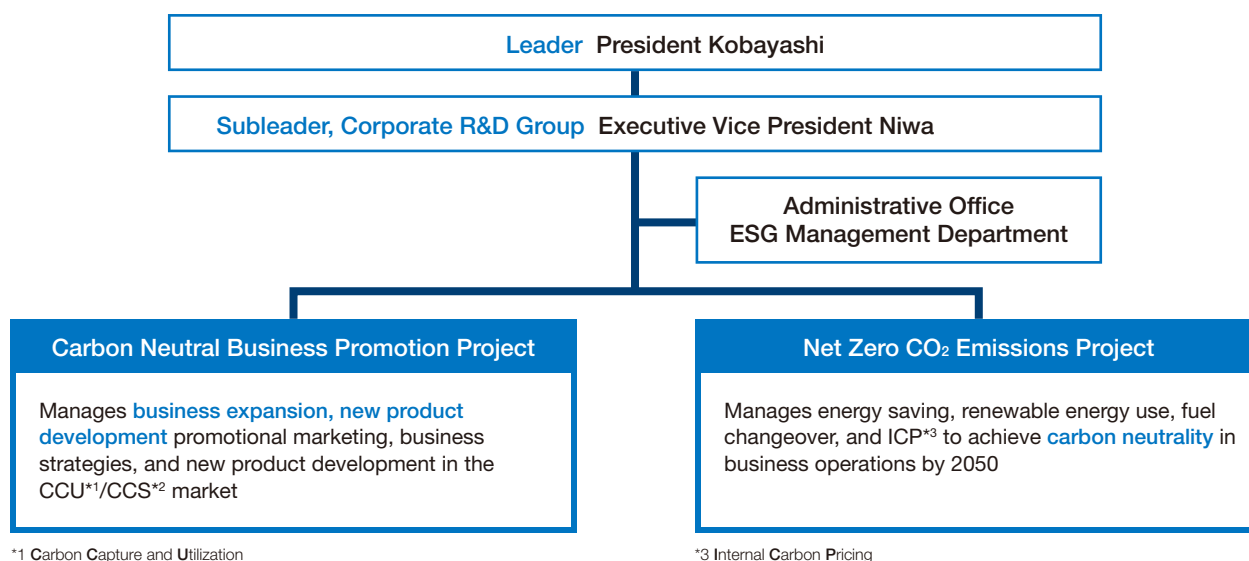 Leader President Kobayashi
Subleader, Corporate R&D Group Executive Vice President Niwa
Administrative Office
ESG Management Department
Carbon Neutral Business Promotion Project
Manages business expansion, new product
development promotional marketing, business
strategies, and new product development in the
CCU*1/CCS*2 market
*1 Carbon Capture and Utilization
Net Zero CO₂ Emissions Project
Manages energy saving, renewable energy use, fuel
changeover, and ICP*3 to achieve carbon neutrality in
business operations by 2050
*3 Internal Carbon Pricing